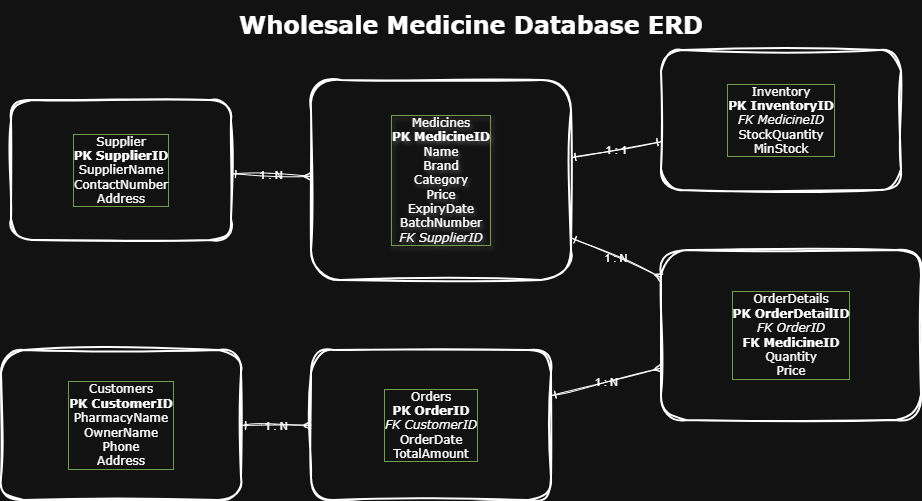 Wholesale Medicine Database ERD
Supplier
PK SupplierID
SupplierName
ContactNumber
Address
1 : N
Medicines
PK MedicineID
Name
Brand
Category
Price
ExpiryDate
BatchNumber
FK SupplierID
1 : 1
Inventory
PK InventoryID
FK MedicineID
StockQuantity
MinStock
1 : N
OrderDetails
PK OrderDetailID
FK OrderID
FK MedicineID
Quantity
Price
Customers
PK CustomerID
PharmacyName
OwnerName
Phone
Address
1 : N
Orders
PK OrderID
FK CustomerID
OrderDate
TotalAmount
1 : N